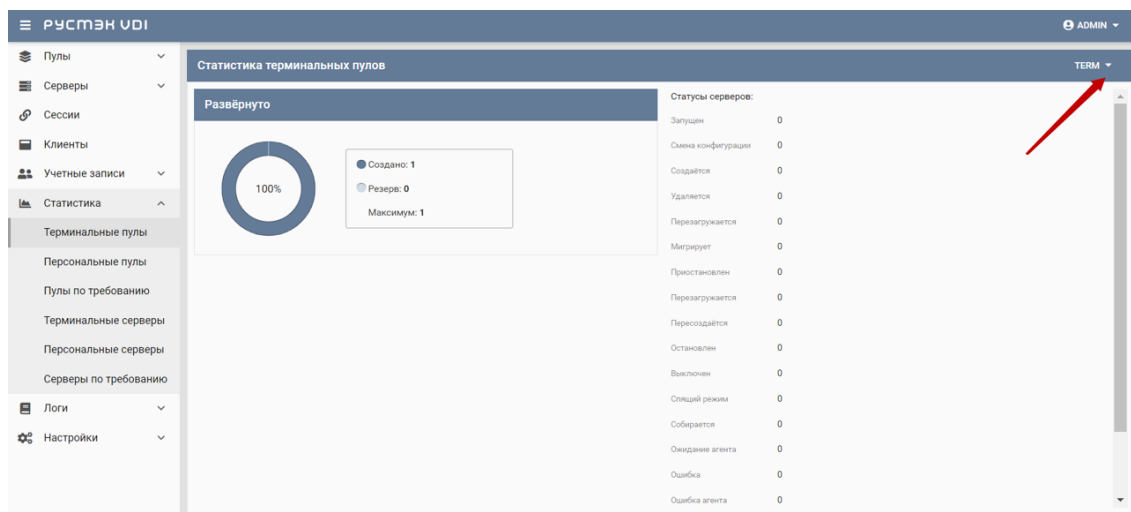 РУСТЭК VDI
ADMIN
Пулы
Серверы
Сессии
Клиенты
Учетные записи
Статистика
Терминальные пулы
Персональные пулы
Пулы по требованию
Терминальные серверы
Персональные серверы
Серверы по требованию
Логи
Настройки
Статистика терминальных пулов
TERM
Развёрнуто
100%
Создано: 1
Резерв: 0
Максимум: 1
Статусы серверов:
Запущен 0
Смена конфигурации 0
Создаётся 0
Удаляется 0
Перезагружается 0
Мигрирует 0
Приостановлен 0
Перезагружается 0
Пересоздаётся 0
Остановлен 0
Выключен 0
Спящий режим 0
Собирается 0
Ожидание агента 0
Ошибка 0
Ошибка агента 0